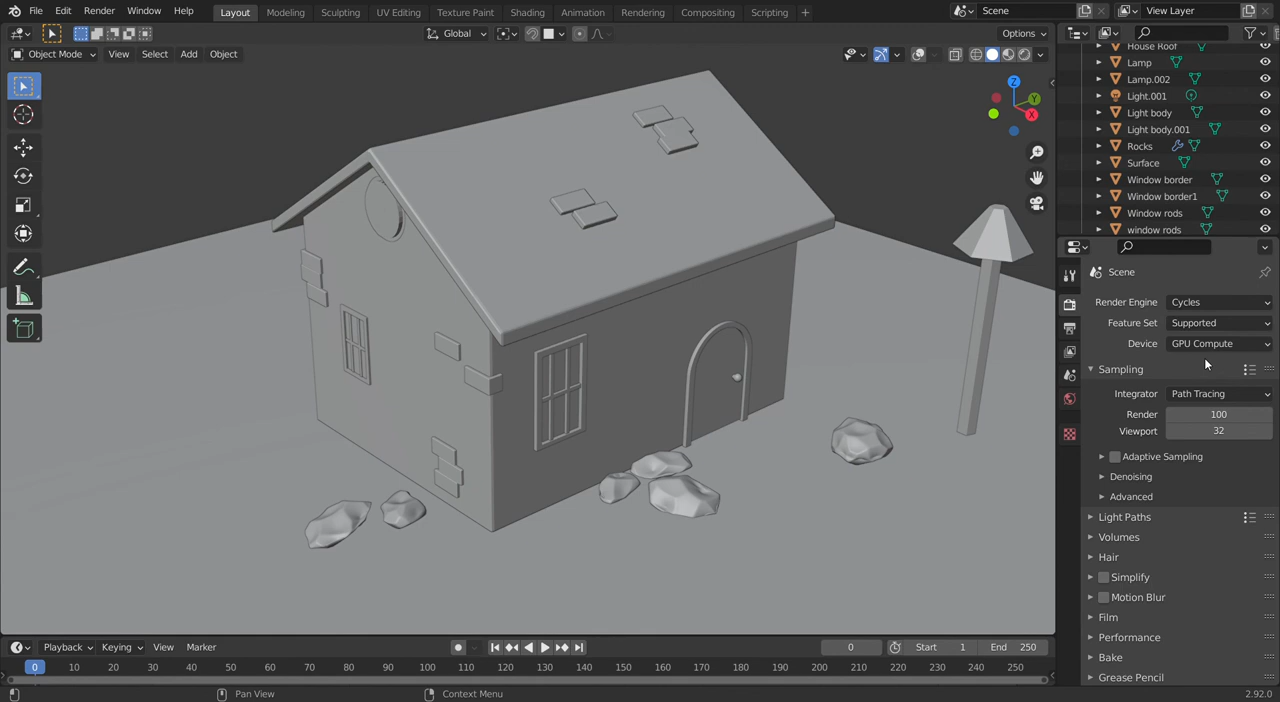 File Edit Render Window Help Layout Modeling Sculpting UV Editing Texture Paint Shading Animation Rendering Compositing Scripting + Scene View Layer
Global Options
Object Mode View Select Add Object
Z
Y
X
House Roof
Lamp
Lamp.002
Light.001
Light body
Light body.001
Rocks
Surface
Window border
Window border1
Window rods
window rods
Scene
Render Engine Cycles
Feature Set Supported
Device GPU Compute
Sampling
Integrator Path Tracing
Render 100
Viewport 32
Adaptive Sampling
Denoising
Advanced
Light Paths
Volumes
Hair
Simplify
Motion Blur
Film
Performance
Bake
Grease Pencil
Playback Keying View Marker 0 Start 1 End 250
0 10 20 30 40 50 60 70 80 90 100 110 120 130 140 150 160 170 180 190 200 210 220 230 240 250
Pan View Context Menu 2.92.0